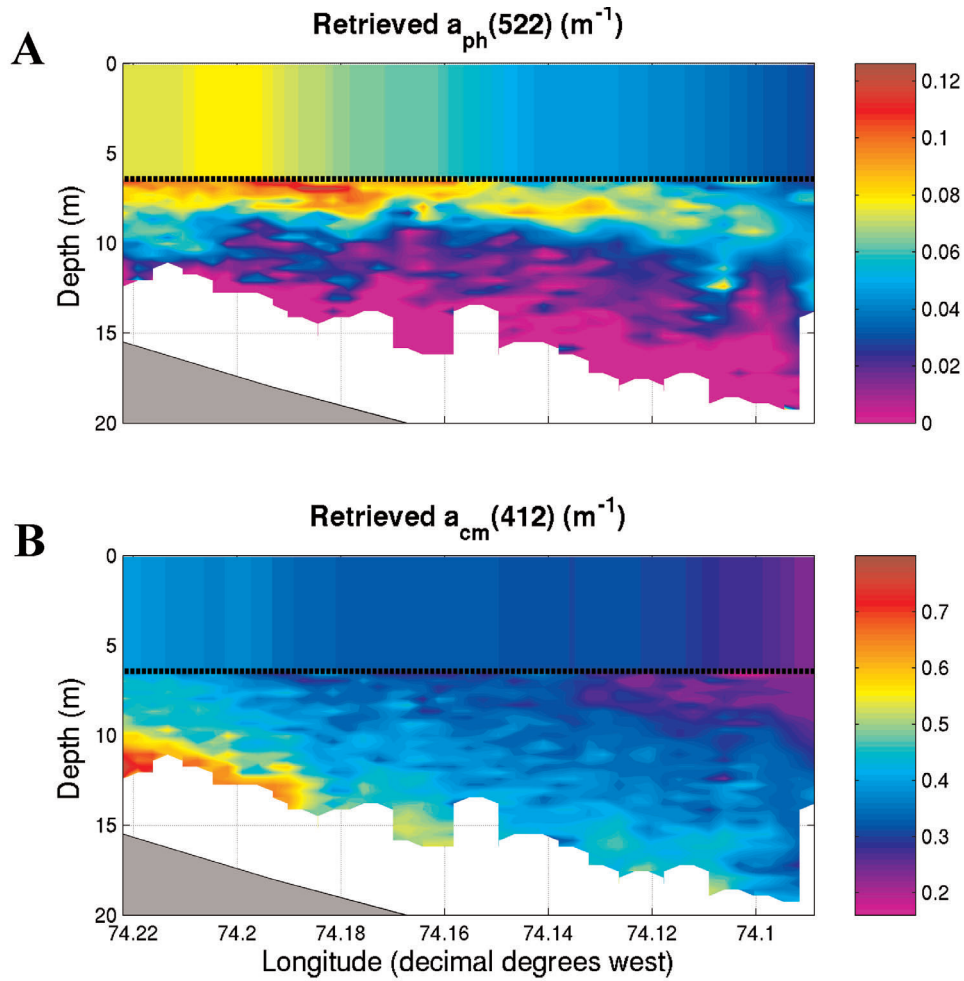 A
Retrieved a_ph(522) (m^-1)
0
5
10
15
20
Depth (m)
0.12
0.1
0.08
0.06
0.04
0.02
0
B
Retrieved a_cm(412) (m^-1)
0
5
10
15
20
Depth (m)
0.7
0.6
0.5
0.4
0.3
0.2
74.22 74.2 74.18 74.16 74.14 74.12 74.1
Longitude (decimal degrees west)